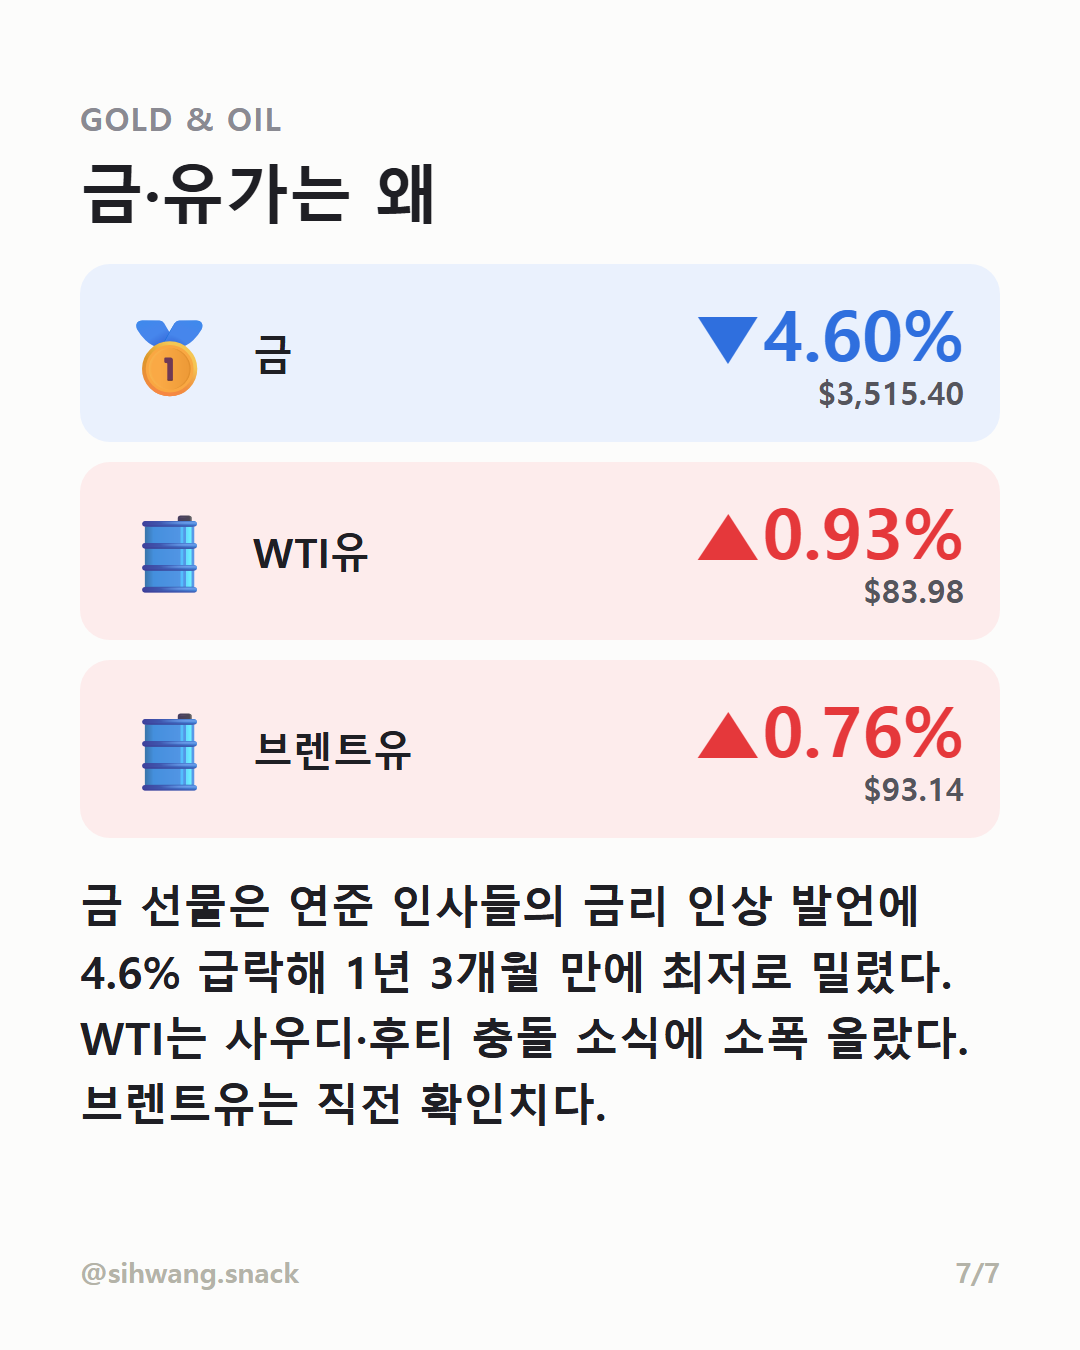 GOLD & OIL
금·유가는 왜
1
금
▼4.60%
$3,515.40
WTI유
▲0.93%
$83.98
브렌트유
▲0.76%
$93.14
금 선물은 연준 인사들의 금리 인상 발언에
4.6% 급락해 1년 3개월 만에 최저로 밀렸다.
WTI는 사우디·후티 충돌 소식에 소폭 올랐다.
브렌트유는 직전 확인치다.
@sihwang.snack
7/7